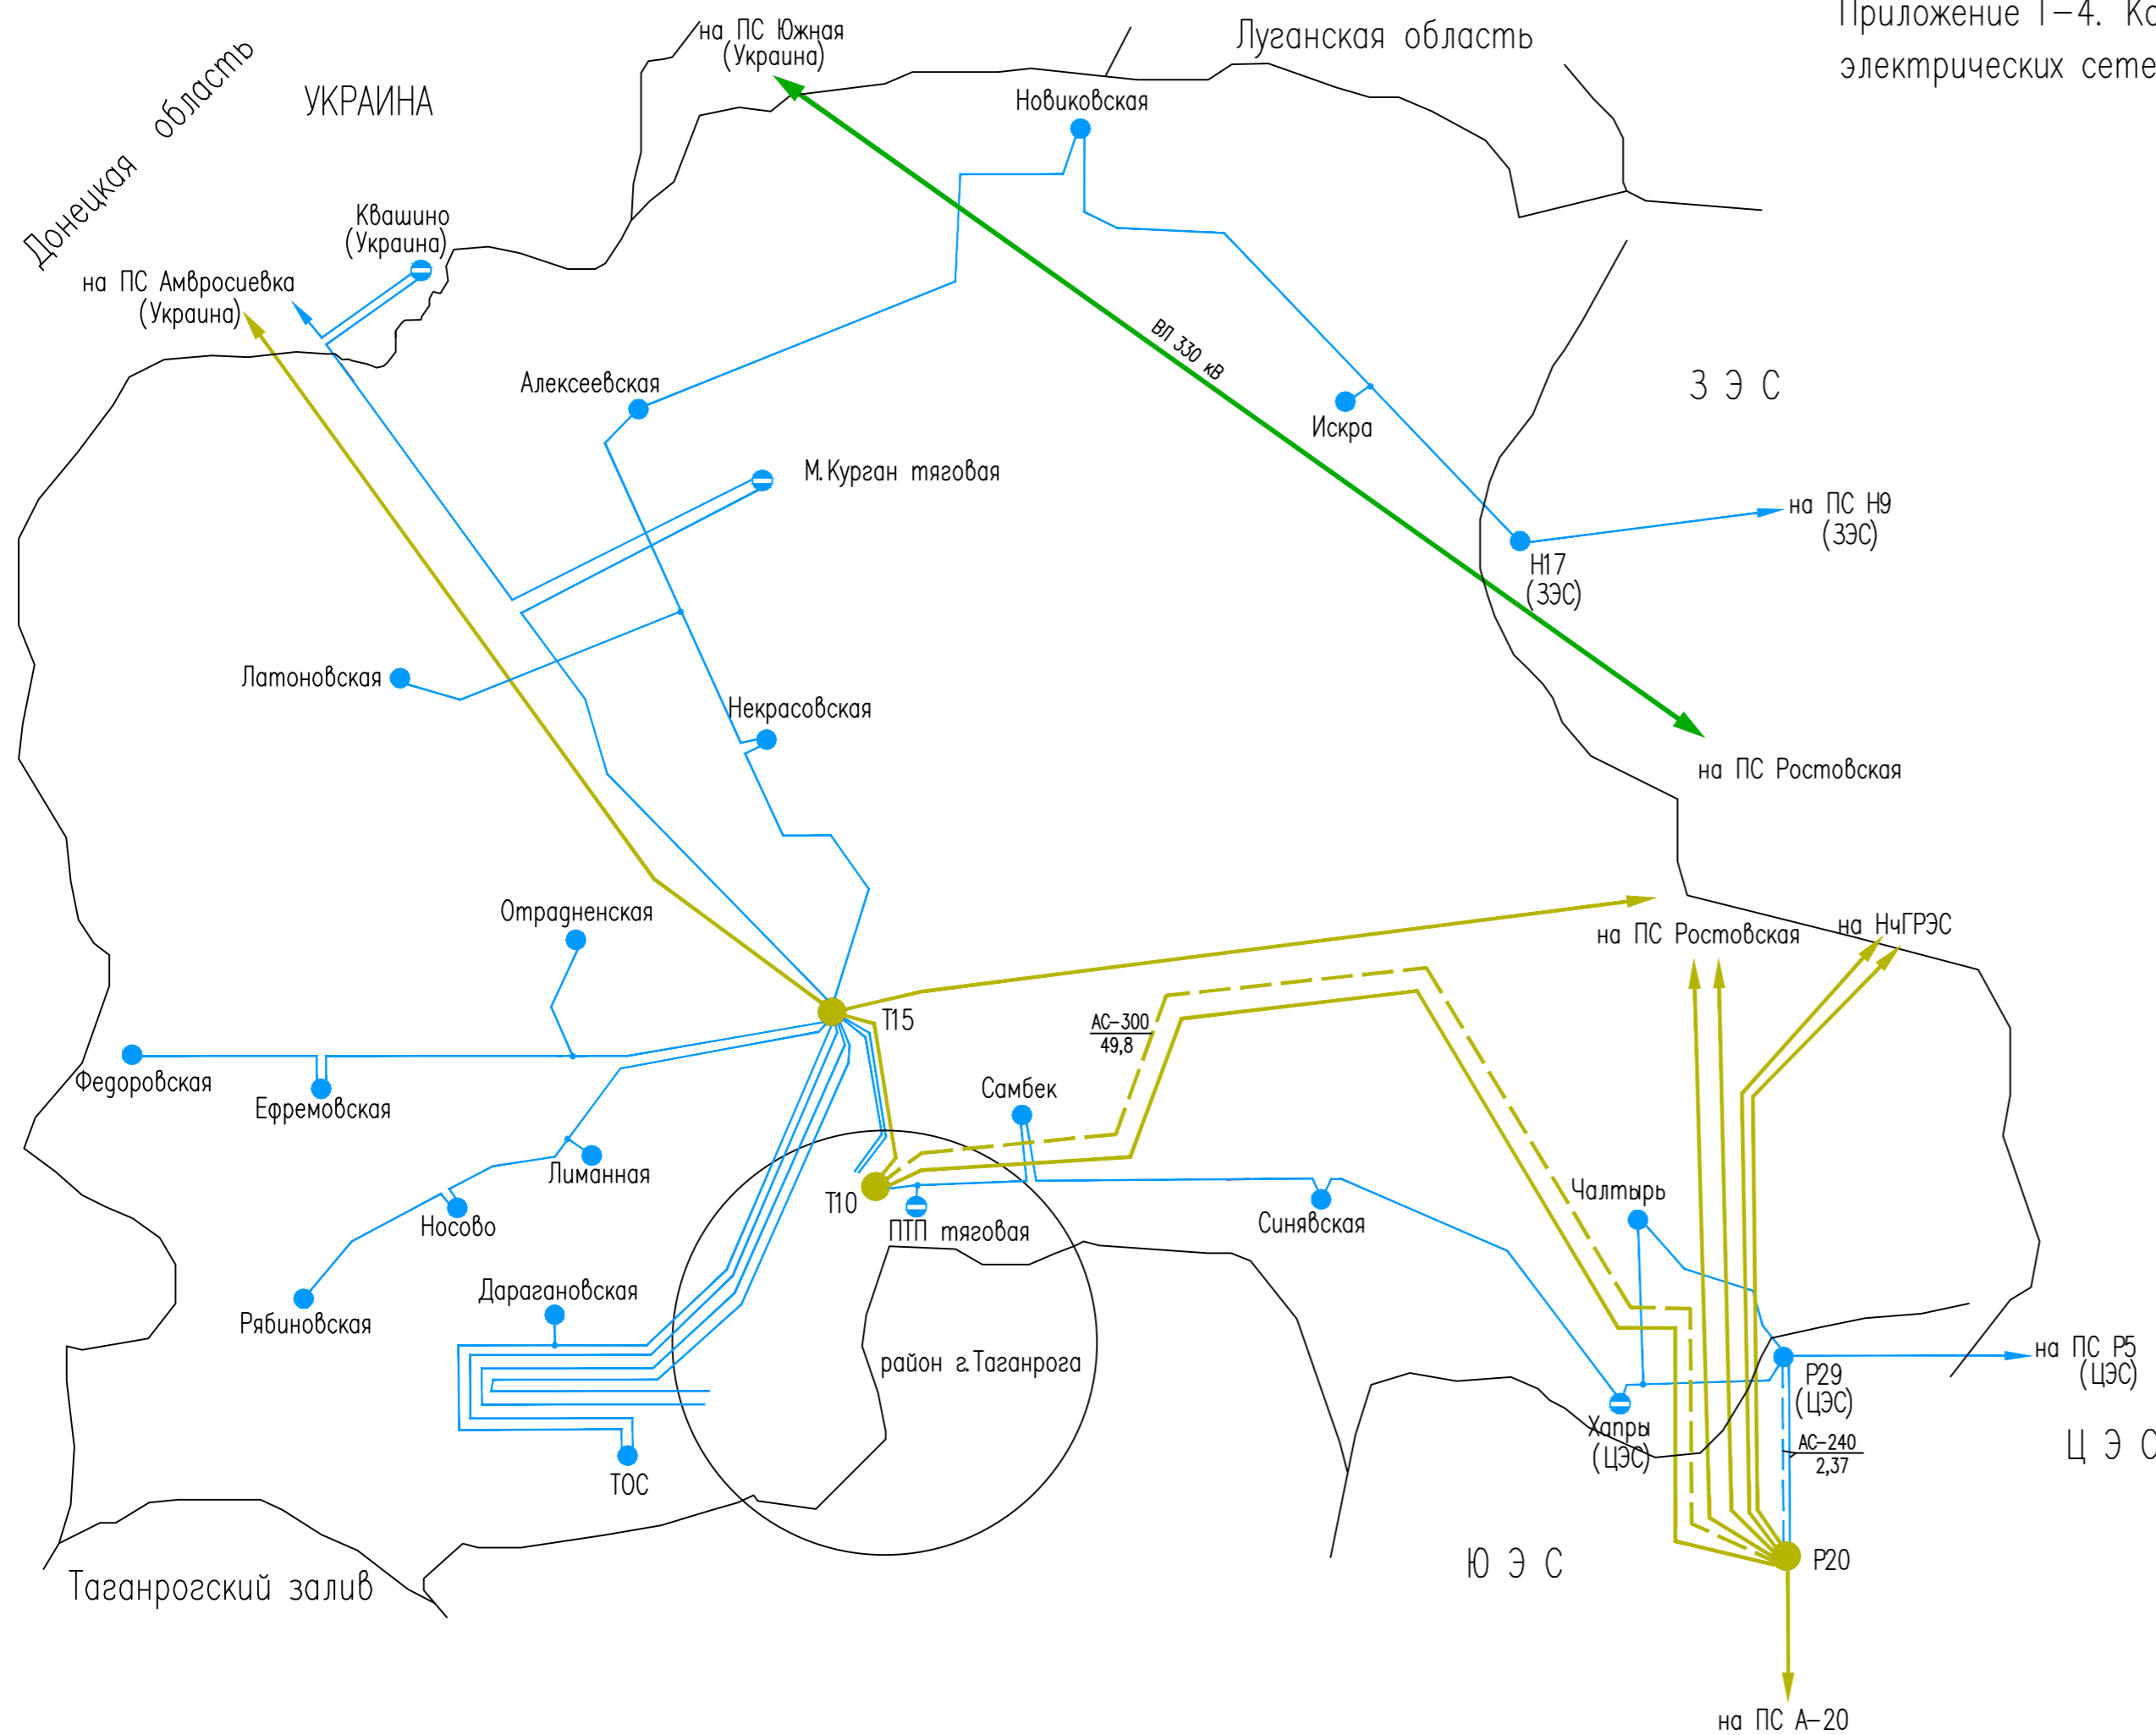 Приложение Г-4. Ка
электрических сете
Донецкая область
УКРАИНА
на ПС Южная
(Украина)
Луганская область
Новиковская
Квашино
(Украина)
на ПС Амвросиевка
(Украина)
ВЛ 330 кВ
Алексеевская
Искра
З Э С
М.Курган тяговая
на ПС Н9
(ЗЭС)
Н17
(ЗЭС)
Латоновская
Некрасовская
на ПС Ростовская
Отрадненская
на ПС Ростовская
на НчГРЭС
Т15
АС-300
49,8
Федоровская
Ефремовская
Самбек
Лиманная
Т10
Чалтырь
Носово
ПТП тяговая
Синявская
Дарагановская
Рябиновская
район г.Таганрога
на ПС Р5
(ЦЭС)
Р29
(ЦЭС)
Хапры
(ЦЭС)
АС-240
2,37
Ц Э С
ТОС
Ю Э С
Р20
Таганрогский залив
на ПС А-20